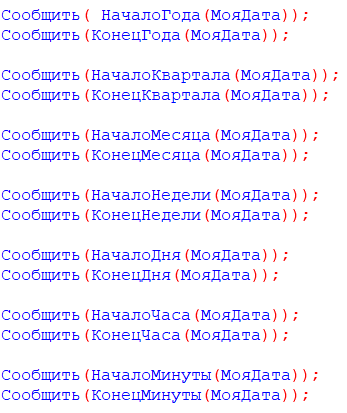 Сообщить( НачалоГода(МояДата));
Сообщить(КонецГода(МояДата));
Сообщить(НачалоКвартала(МояДата));
Сообщить(КонецКвартала(МояДата));
Сообщить(НачалоМесяца(МояДата));
Сообщить(КонецМесяца(МояДата));
Сообщить(НачалоНедели(МояДата));
Сообщить(КонецНедели(МояДата));
Сообщить(НачалоДня(МояДата));
Сообщить(КонецДня(МояДата));
Сообщить(НачалоЧаса(МояДата));
Сообщить(КонецЧаса(МояДата));
Сообщить(НачалоМинуты(МояДата));
Сообщить(КонецМинуты(МояДата));